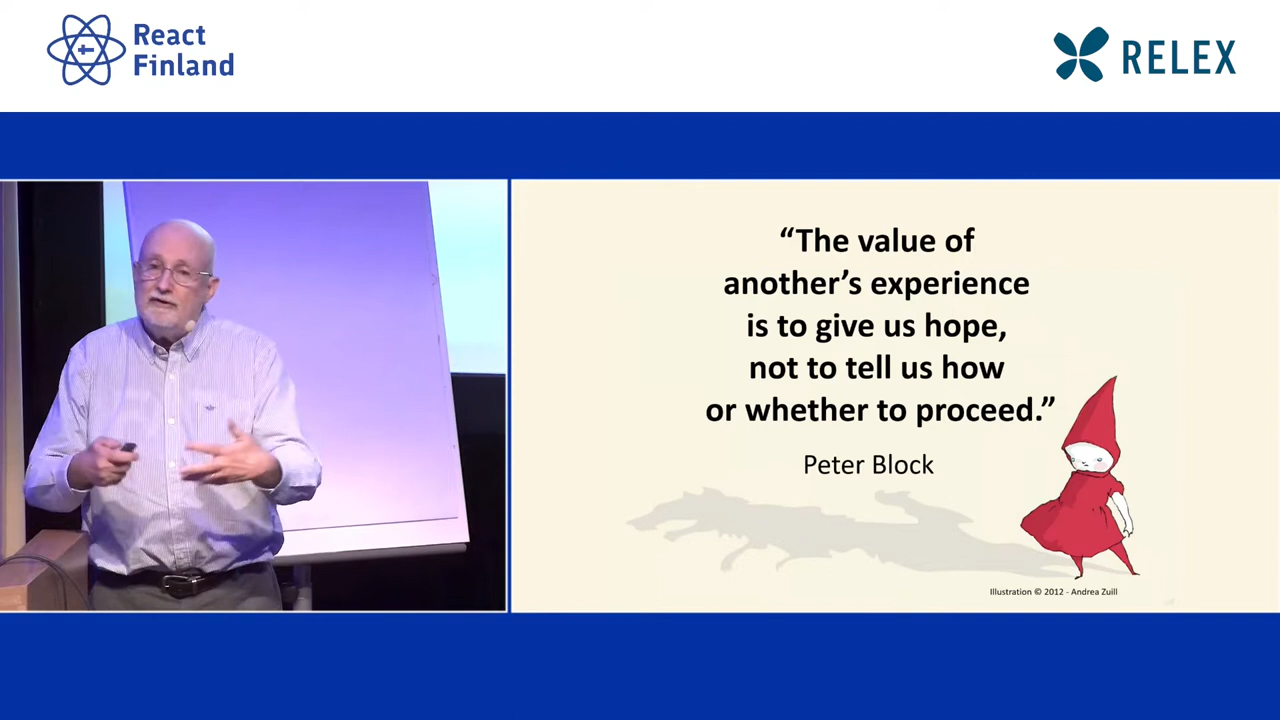 React
Finland
RELEX
“The value of
another’s experience
is to give us hope,
not to tell us how
or whether to proceed.”
Peter Block
Illustration © 2012 - Andrea Zuill